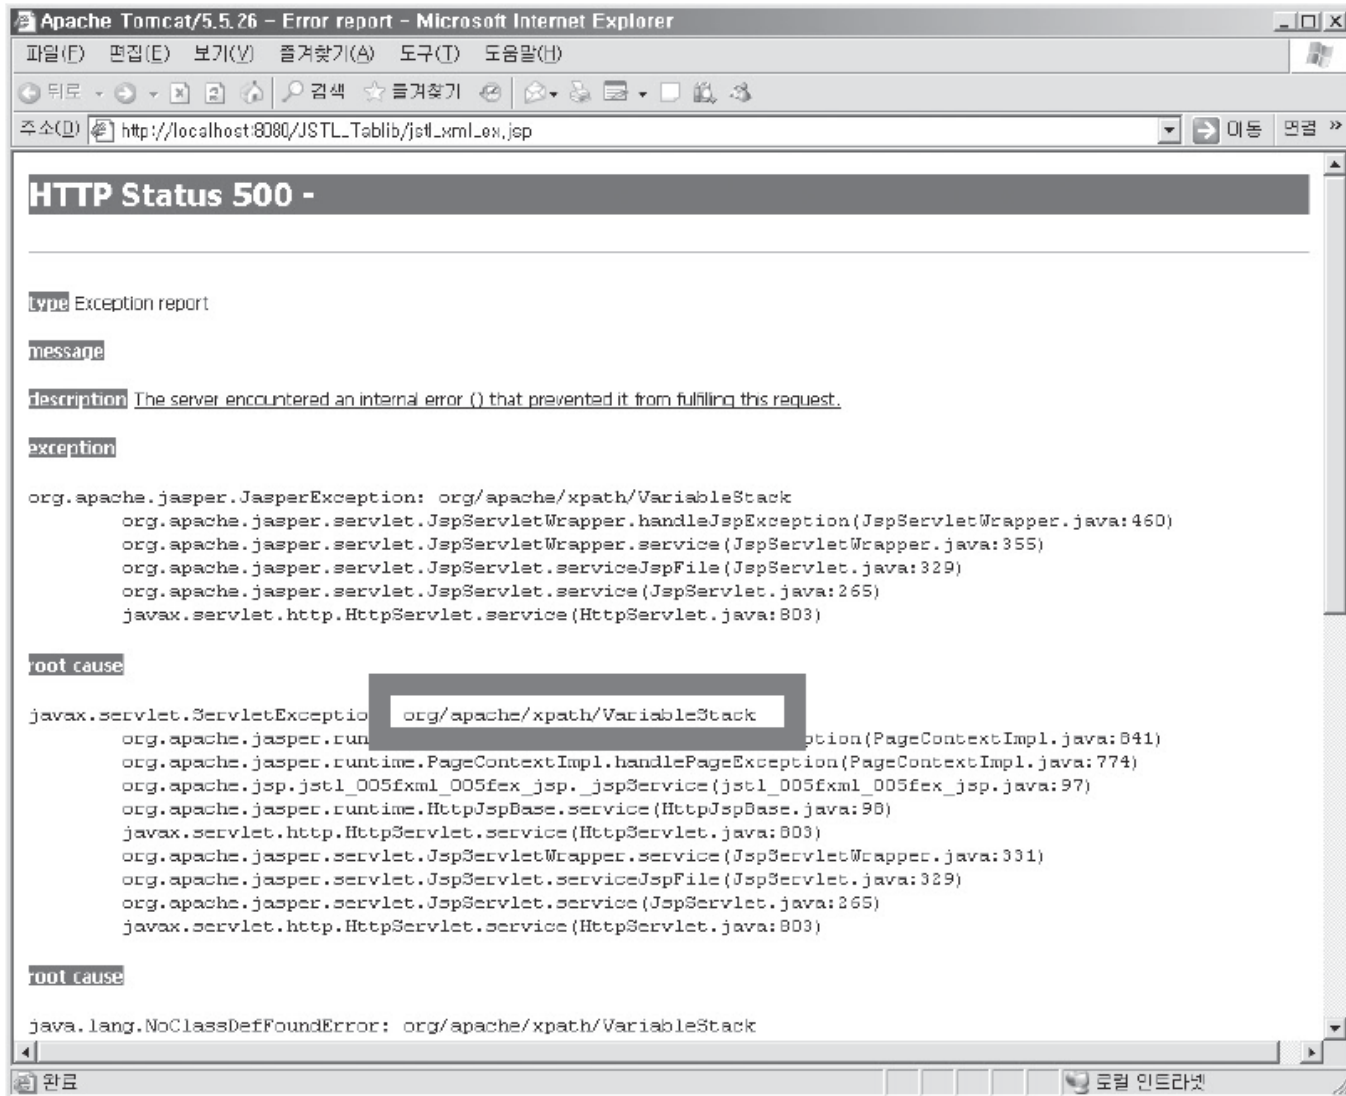 Apache Tomcat/5.5.26 - Error report - Microsoft Internet Explorer
파일(F) 편집(E) 보기(V) 즐겨찾기(A) 도구(T) 도움말(H)
뒤로 검색 즐겨찾기
주소(D) http://localhost:8080/JSTL_Tablib/jstl_xml_ex.jsp 이동 연결 »
HTTP Status 500 -
type Exception report
message
description The server encountered an internal error () that prevented it from fulfilling this request.
exception
org.apache.jasper.JasperException: org/apache/xpath/VariableStack
org.apache.jasper.servlet.JspServletWrapper.handleJspException(JspServletWrapper.java:460)
org.apache.jasper.servlet.JspServletWrapper.service(JspServletWrapper.java:355)
org.apache.jasper.servlet.JspServlet.serviceJspFile(JspServlet.java:329)
org.apache.jasper.servlet.JspServlet.service(JspServlet.java:265)
javax.servlet.http.HttpServlet.service(HttpServlet.java:803)
root cause
javax.servlet.ServletExceptio org/apache/xpath/VariableStack
org.apache.jasper.run ption(PageContextImpl.java:841)
org.apache.jasper.runtime.PageContextImpl.handlePageException(PageContextImpl.java:774)
org.apache.jsp.jstl_005fxml_005fex_jsp._jspService(jstl_005fxml_005fex_jsp.java:97)
org.apache.jasper.runtime.HttpJspBase.service(HttpJspBase.java:98)
javax.servlet.http.HttpServlet.service(HttpServlet.java:803)
org.apache.jasper.servlet.JspServletWrapper.service(JspServletWrapper.java:331)
org.apache.jasper.servlet.JspServlet.serviceJspFile(JspServlet.java:329)
org.apache.jasper.servlet.JspServlet.service(JspServlet.java:265)
javax.servlet.http.HttpServlet.service(HttpServlet.java:803)
root cause
java.lang.NoClassDefFoundError: org/apache/xpath/VariableStack
완료 로컬 인트라넷